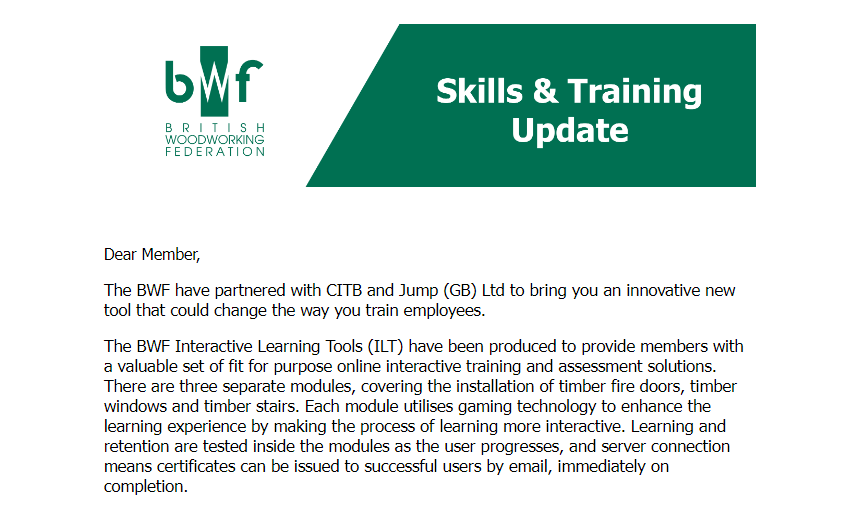 bwf
BRITISH
WOODWORKING
FEDERATION
Skills & Training
Update
Dear Member,
The BWF have partnered with CITB and Jump (GB) Ltd to bring you an innovative new
tool that could change the way you train employees.
The BWF Interactive Learning Tools (ILT) have been produced to provide members with
a valuable set of fit for purpose online interactive training and assessment solutions.
There are three separate modules, covering the installation of timber fire doors, timber
windows and timber stairs. Each module utilises gaming technology to enhance the
learning experience by making the process of learning more interactive. Learning and
retention are tested inside the modules as the user progresses, and server connection
means certificates can be issued to successful users by email, immediately on
completion.